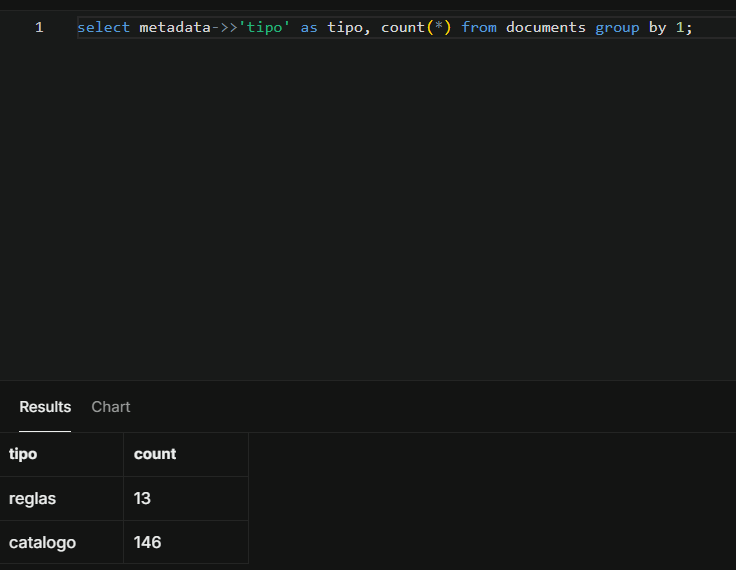 1 select metadata->>'tipo' as tipo, count(*) from documents group by 1;
Results Chart
tipo count
reglas 13
catalogo 146